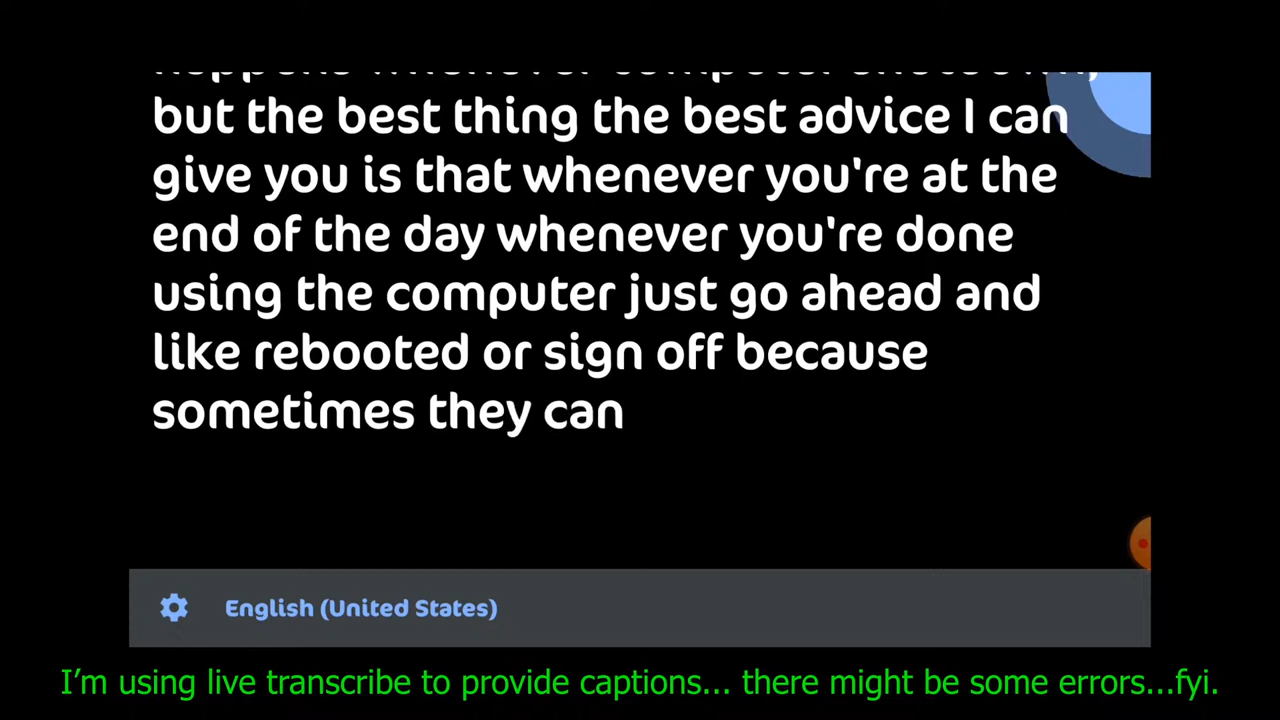 but the best thing the best advice I can
give you is that whenever you're at the
end of the day whenever you're done
using the computer just go ahead and
like rebooted or sign off because
sometimes they can
English (United States)
I'm using live transcribe to provide captions... there might be some errors...fyi.